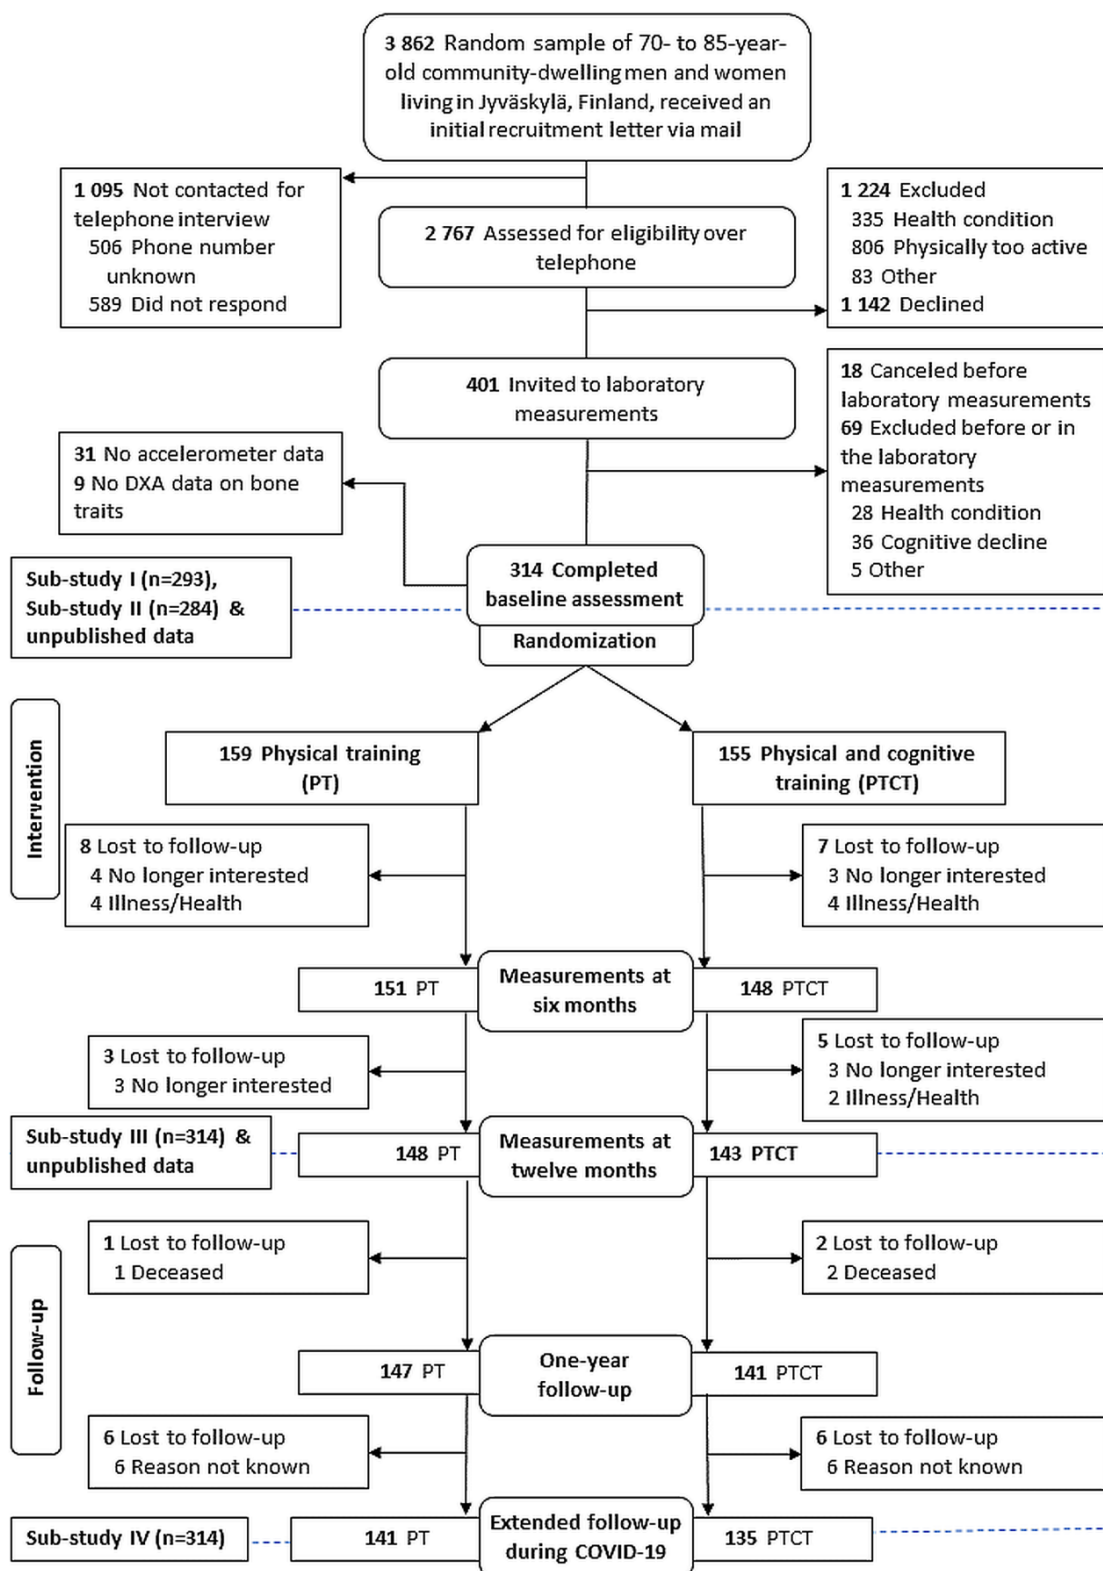 3 862 Random sample of 70- to 85-year-
old community-dwelling men and women
living in Jyväskylä, Finland, received an
initial recruitment letter via mail
1 095 Not contacted for
telephone interview
506 Phone number
unknown
589 Did not respond
2 767 Assessed for eligibility over
telephone
1 224 Excluded
335 Health condition
806 Physically too active
83 Other
1 142 Declined
401 Invited to laboratory
measurements
18 Canceled before
laboratory measurements
69 Excluded before or in
the laboratory
measurements
28 Health condition
36 Cognitive decline
5 Other
31 No accelerometer data
9 No DXA data on bone
traits
314 Completed
baseline assessment
Sub-study I (n=293),
Sub-study II (n=284) &
unpublished data
Randomization
Intervention
159 Physical training
(PT)
155 Physical and cognitive
training (PTCT)
8 Lost to follow-up
4 No longer interested
4 Illness/Health
7 Lost to follow-up
3 No longer interested
4 Illness/Health
151 PT
Measurements at
six months
148 PTCT
3 Lost to follow-up
3 No longer interested
5 Lost to follow-up
3 No longer interested
2 Illness/Health
Sub-study III (n=314) &
unpublished data
148 PT
Measurements at
twelve months
143 PTCT
Follow-up
1 Lost to follow-up
1 Deceased
2 Lost to follow-up
2 Deceased
147 PT
One-year
follow-up
141 PTCT
6 Lost to follow-up
6 Reason not known
6 Lost to follow-up
6 Reason not known
Sub-study IV (n=314)
141 PT
Extended follow-up
during COVID-19
135 PTCT